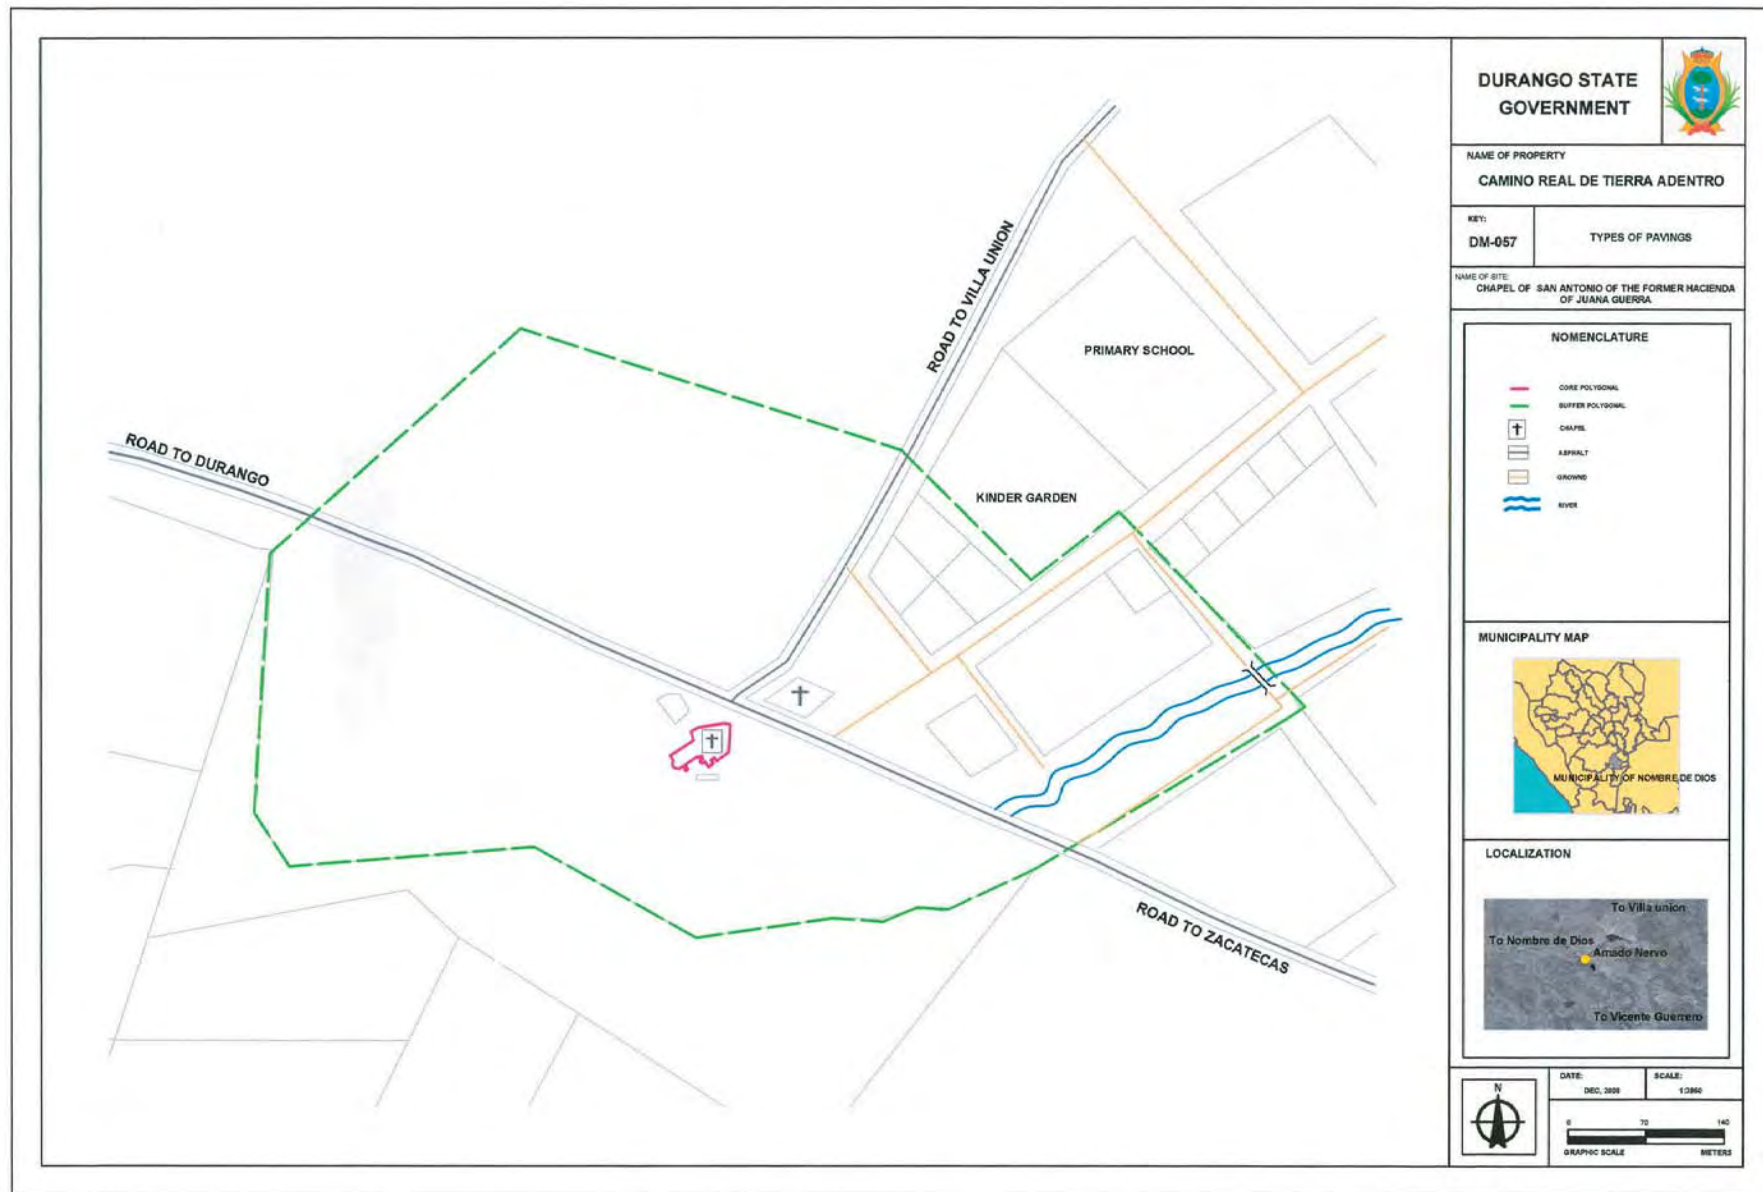 DURANGO STATE
GOVERNMENT
NAME OF PROPERTY
CAMINO REAL DE TIERRA ADENTRO
KEY:
DM-057
TYPES OF PAVINGS
NAME OF SITE:
CHAPEL OF SAN ANTONIO OF THE FORMER HACIENDA
OF JUANA GUERRA
NOMENCLATURE
CORE POLYGONAL
BUFFER POLYGONAL
CHAPEL
ASPHALT
GROWND
RIVER
MUNICIPALITY MAP
MUNICIPALITY OF NOMBRE DE DIOS
LOCALIZATION
To Villa union
To Nombre de Dios
Amado Nervo
To Vicente Guerrero
N
DATE:
DEC,
SCALE:
0 70 140
GRAPHIC SCALE METERS
ROAD TO VILLA UNION
PRIMARY SCHOOL
ROAD TO DURANGO
KINDER GARDEN
ROAD TO ZACATECAS